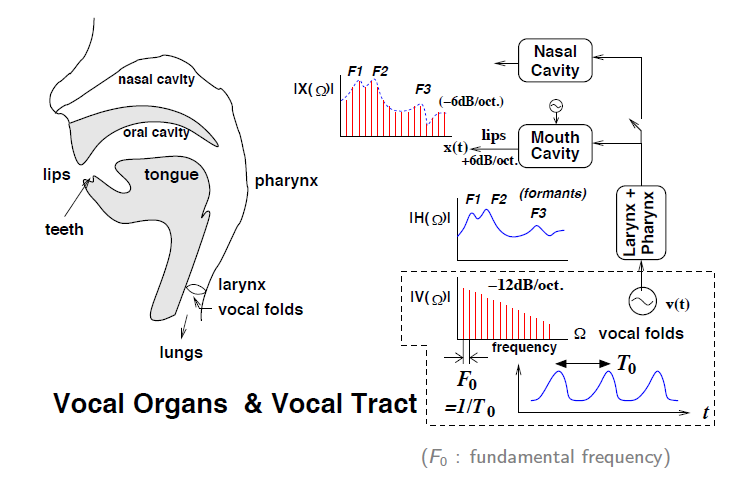 nasal cavity
oral cavity
lips
tongue
pharynx
teeth
larynx
vocal folds
lungs
Vocal Organs & Vocal Tract
|X(Ω)|
F1 F2
F3
(−6dB/oct.)
Nasal
Cavity
lips
x(t)
+6dB/oct.
Mouth
Cavity
|H(Ω)|
F1 F2 (formants)
F3
Larynx +
Pharynx
|V(Ω)|
−12dB/oct.
Ω
frequency
v(t)
vocal folds
F₀
=1/T₀
T₀
t
(F₀ : fundamental frequency)